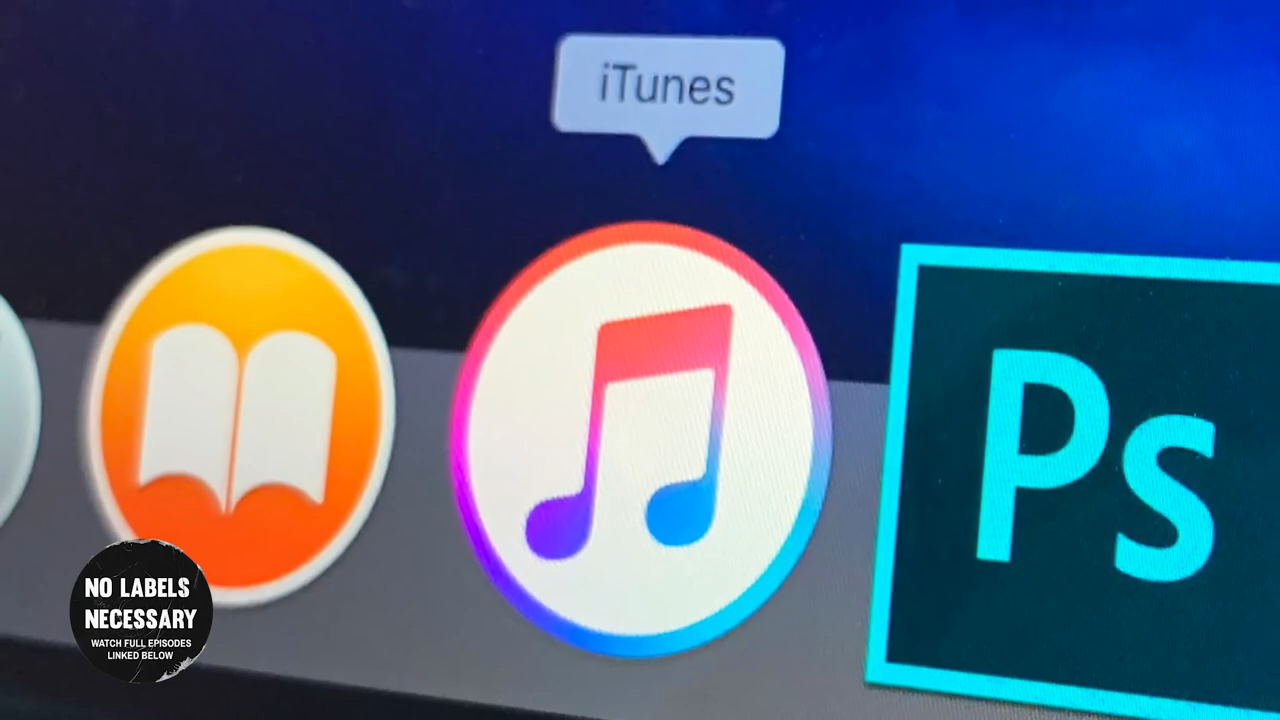 iTunes
Ps
NO LABELS
NECESSARY
WATCH FULL EPISODES
LINKED BELOW